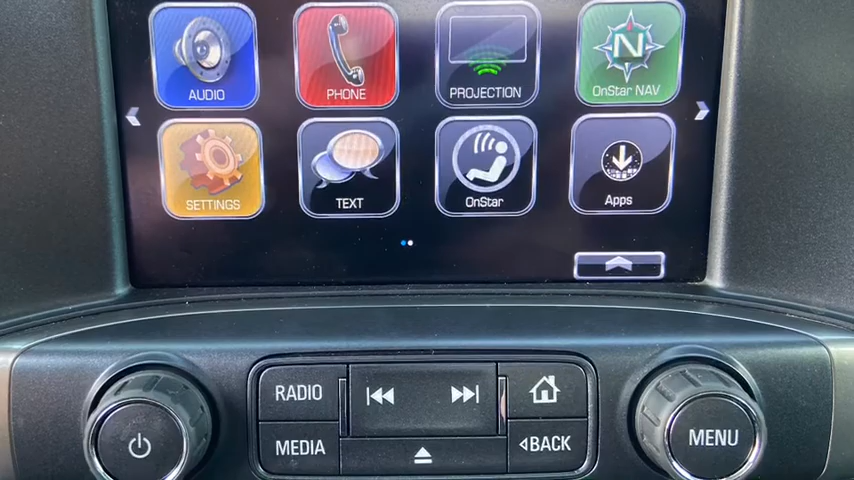 AUDIO
PHONE
PROJECTION
N
OnStar NAV
SETTINGS
TEXT
OnStar
Apps
RADIO
MEDIA
BACK
MENU